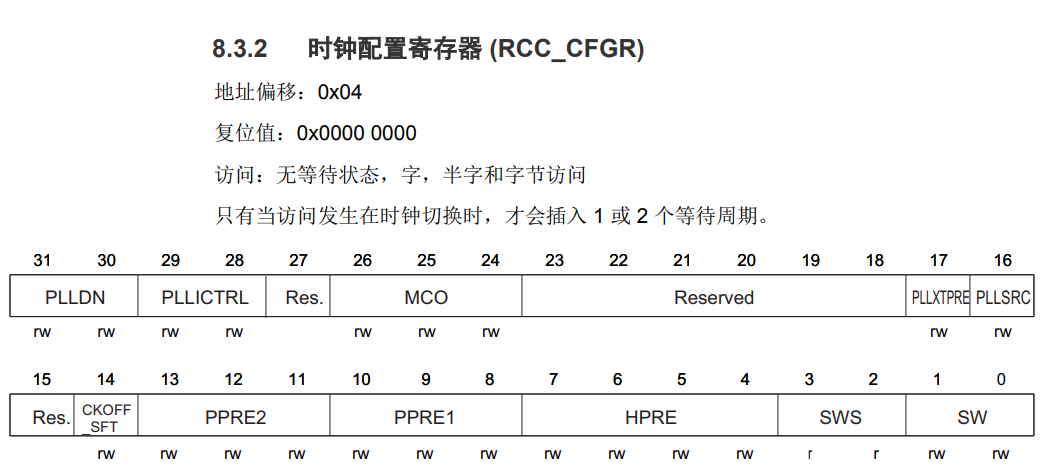 8.3.2 时钟配置寄存器 (RCC_CFGR)
地址偏移：0x04
复位值：0x0000 0000
访问：无等待状态，字，半字和字节访问
只有当访问发生在时钟切换时，才会插入 1 或 2 个等待周期。
31 30 29 28 27 26 25 24 23 22 21 20 19 18 17 16
PLLDN PLLICTRL Res. MCO Reserved PLLXTPRE PLLSRC
rw rw rw rw rw rw rw rw rw
15 14 13 12 11 10 9 8 7 6 5 4 3 2 1 0
Res. CKOFF_SFT PPRE2 PPRE1 HPRE SWS SW
rw rw rw rw rw rw rw rw rw rw rw r r rw rw